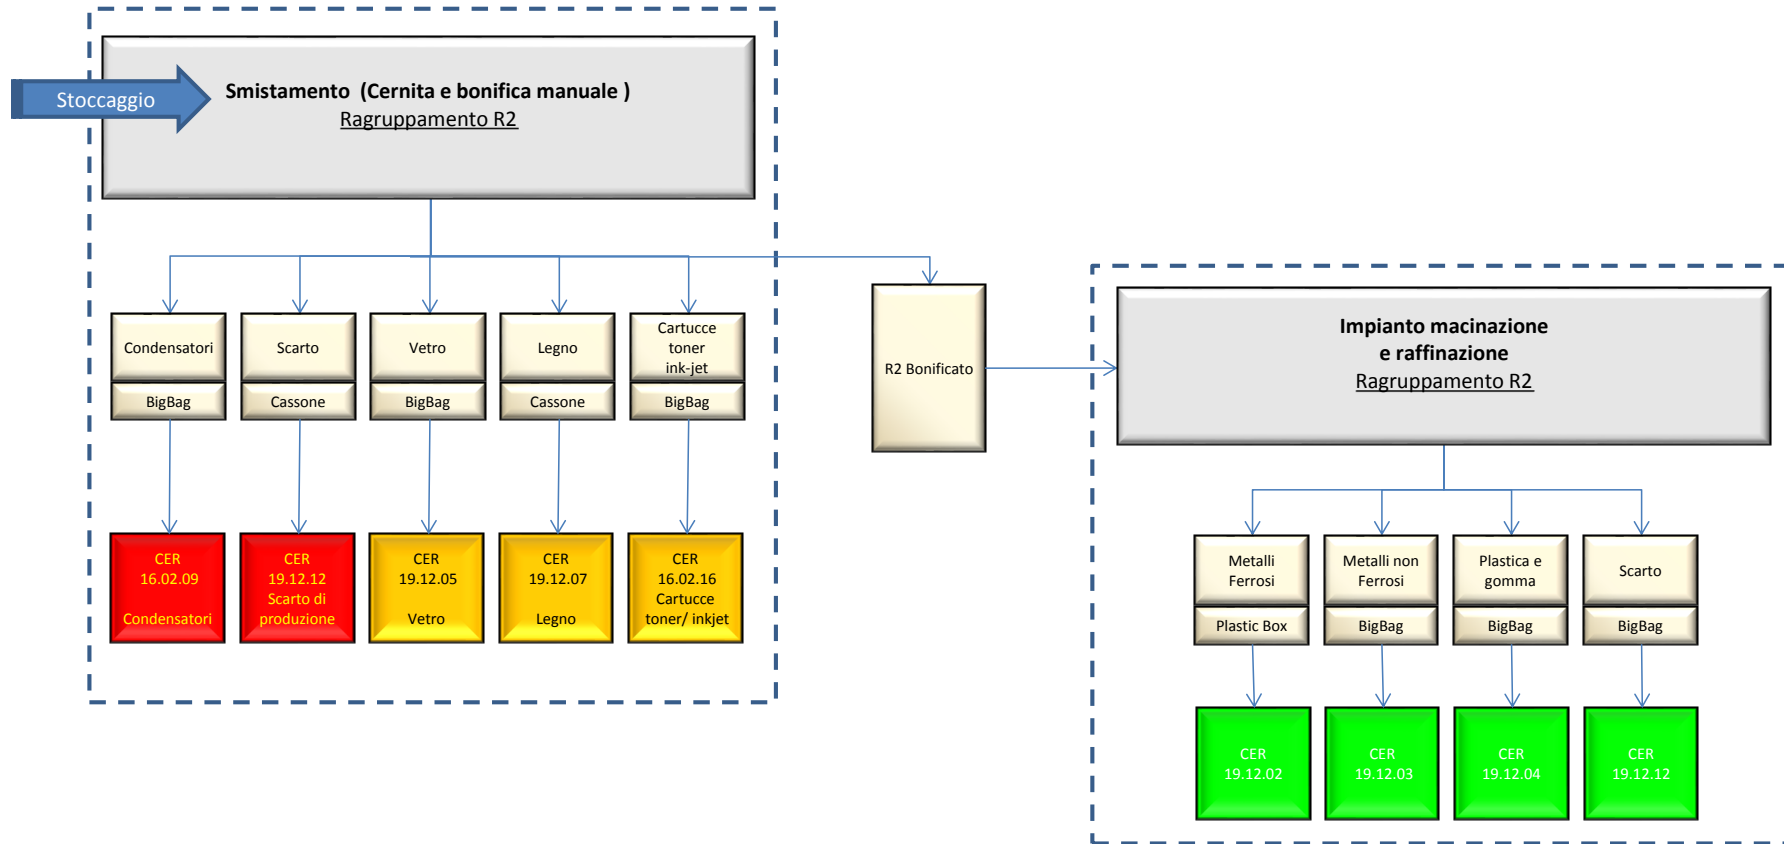 Stoccaggio
Smistamento (Cernita e bonifica manuale )
Ragruppamento R2
Condensatori
BigBag
Scarto
Cassone
Vetro
BigBag
Legno
Cassone
Cartucce
toner
ink-jet
BigBag
CER
16.02.09
Condensatori
CER
19.12.12
Scarto di
produzione
CER
19.12.05
Vetro
CER
19.12.07
Legno
CER
16.02.16
Cartucce
toner/ inkjet
R2 Bonificato
Impianto macinazione
e raffinazione
Ragruppamento R2
Metalli
Ferrosi
Plastic Box
Metalli non
Ferrosi
BigBag
Plastica e
gomma
BigBag
Scarto
BigBag
CER
19.12.02
CER
19.12.03
CER
19.12.04
CER
19.12.12